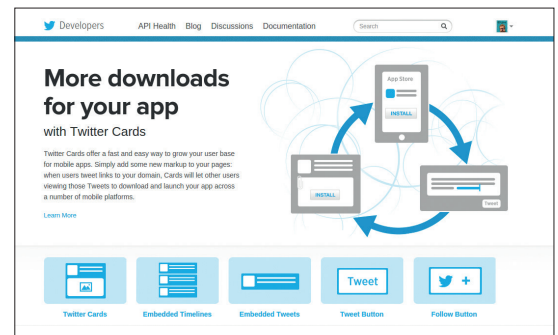 Developers API Health Blog Discussions Documentation Search
More downloads
for your app
with Twitter Cards
Twitter Cards offer a fast and easy way to grow your user base
for mobile apps. Simply add some new markup to your pages:
when users tweet links to your domain, Cards will let other users
viewing those Tweets to download and launch your app across
a number of mobile platforms.
Learn More
App Store
INSTALL
INSTALL
Tweet
Tweet
+
Twitter Cards Embedded Timelines Embedded Tweets Tweet Button Follow Button